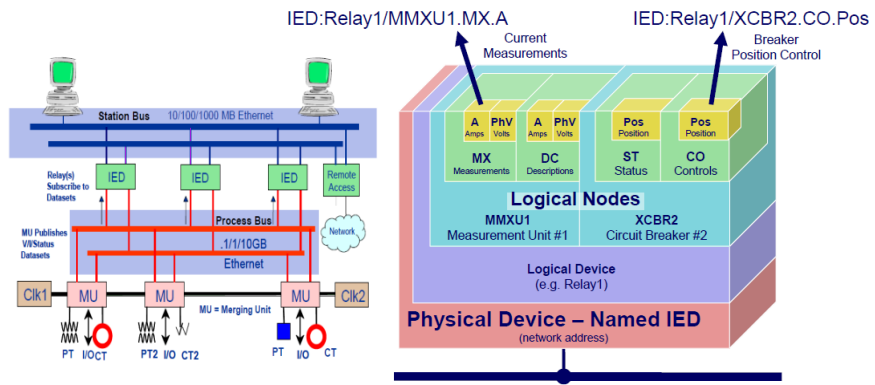 IED:Relay1/MMXU1.MX.A
IED:Relay1/XCBR2.CO.Pos
Current
Measurements
Breaker
Position Control
Station Bus
10/100/1000 MB Ethernet
Relay(s)
Subscribe to
Datasets
IED
IED
IED
Remote
Access
Network
Process Bus
MU Publishes
V/I/Status
Datasets
.1/1/10GB
Ethernet
Clk1
MU
MU
MU
Clk2
MU = Merging Unit
PT
I/O
CT
PT2
I/O
CT2
PT
I/O
CT
A
Amps
PhV
Volts
A
Amps
PhV
Volts
Pos
Position
Pos
Position
MX
Measurements
DC
Descriptions
ST
Status
CO
Controls
Logical Nodes
MMXU1
Measurement Unit #1
XCBR2
Circuit Breaker #2
Logical Device
(e.g. Relay1)
Physical Device – Named IED
(network address)